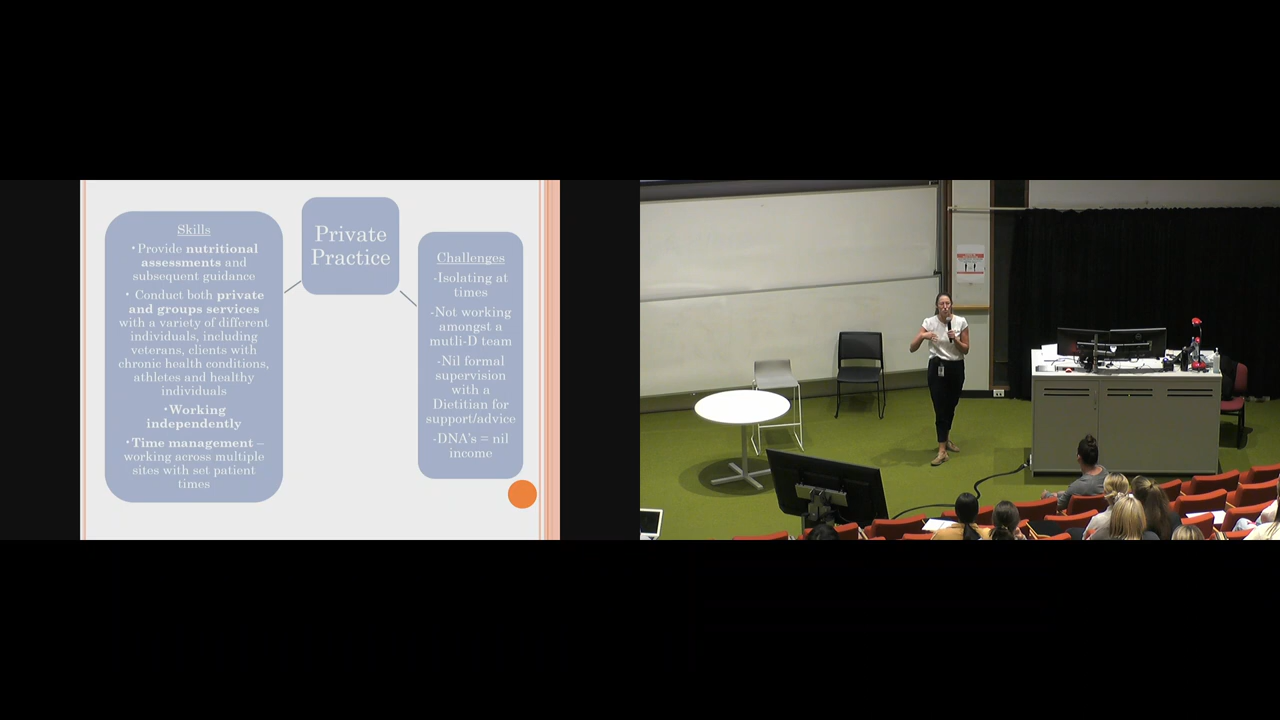 Private
Practice
Skills
•Provide nutritional
assessments and
subsequent guidance
• Conduct both private
and groups services
with a variety of different
individuals, including
veterans, clients with
chronic health conditions,
athletes and healthy
individuals
•Working
independently
•Time management –
working across multiple
sites with set patient
times
Challenges
-Isolating at
times
-Not working
amongst a
mutli-D team
-Nil formal
supervision
with a
Dietitian for
support/advice
-DNA's = nil
income